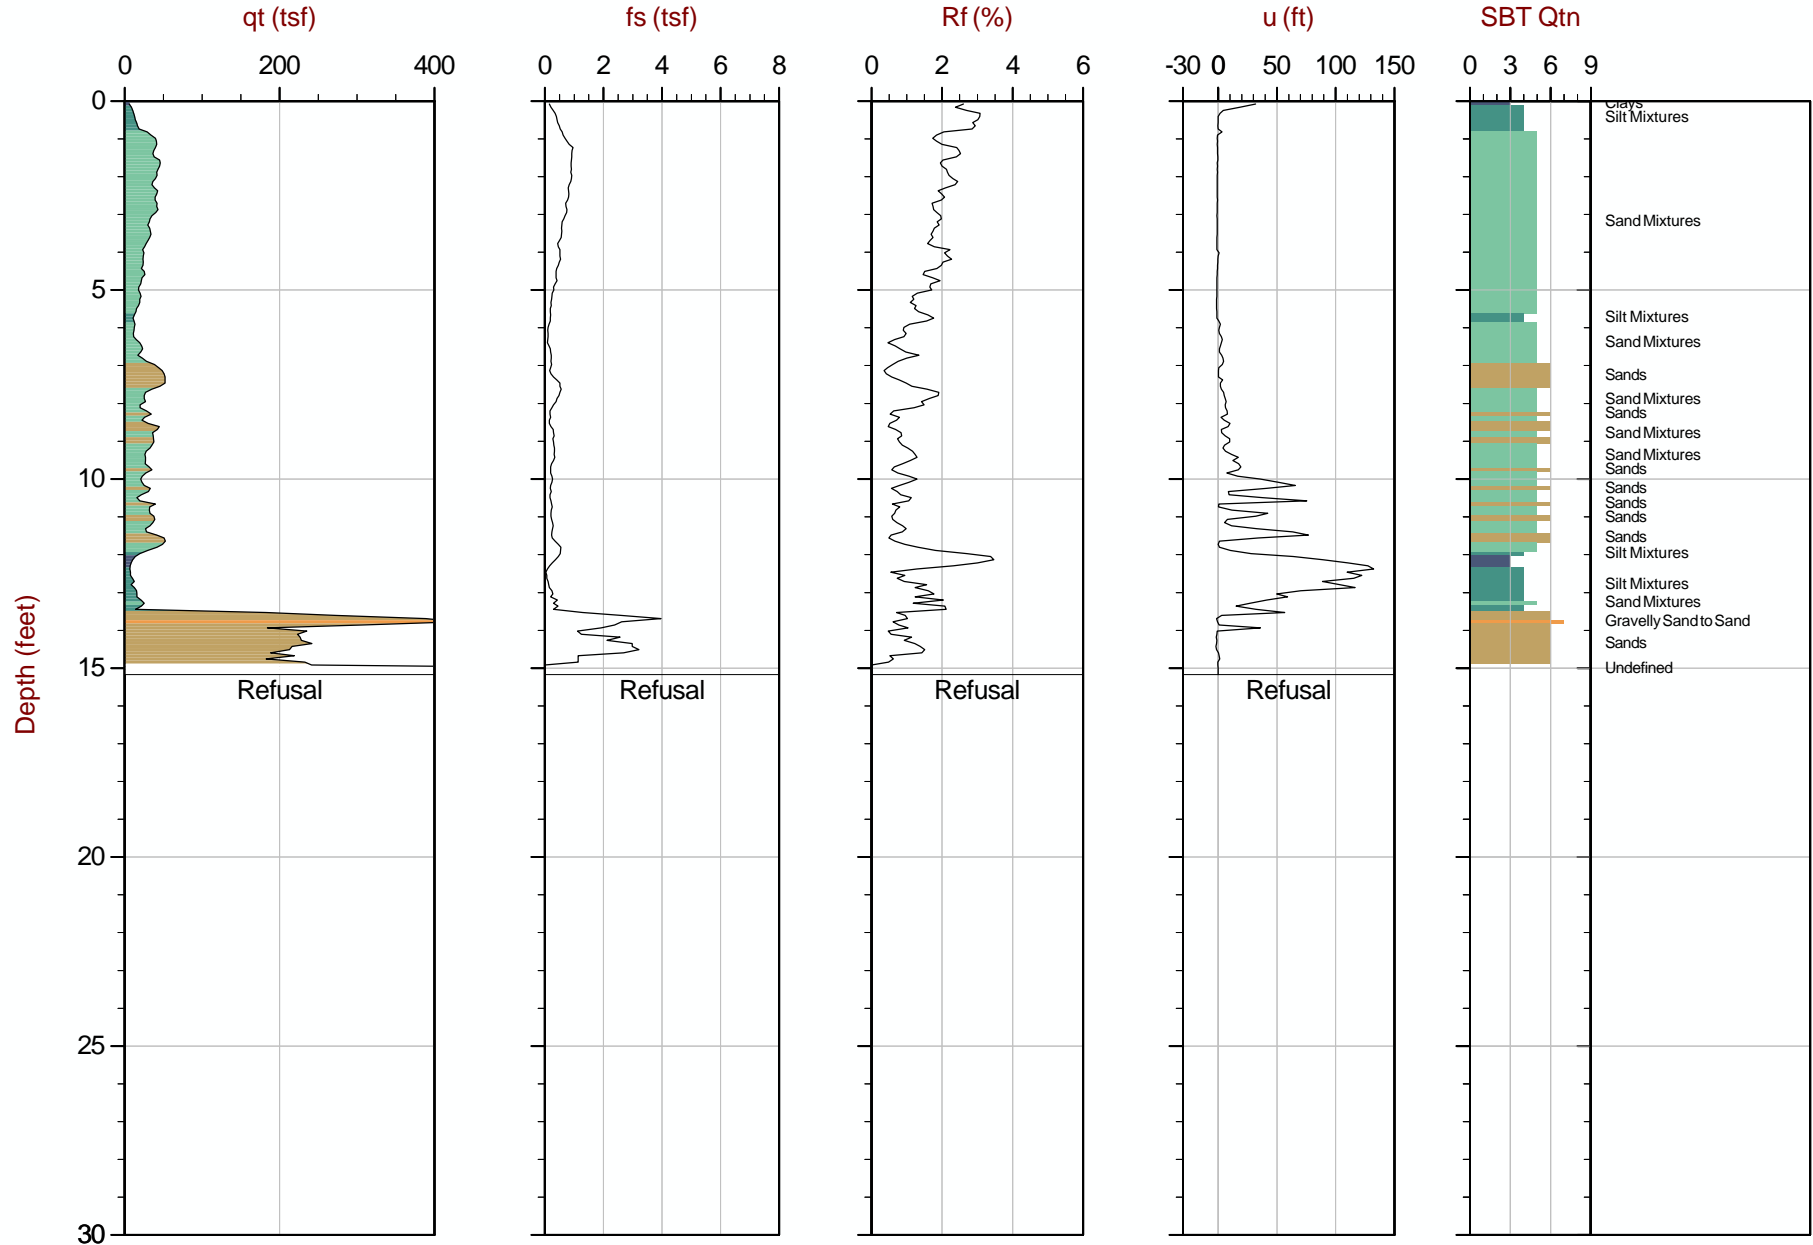 qt (tsf) fs (tsf) Rf (%) u (ft) SBT Qtn
0 200 400 0 2 4 6 8 0 2 4 6 -30 0 50 100 150 0 3 6 9
0
5
10
15
20
25
30
Depth (feet)
Clays
Silt Mixtures
Sand Mixtures
Silt Mixtures
Sand Mixtures
Sands
Sand Mixtures
Sands
Sand Mixtures
Sand Mixtures
Sands
Sands
Sands
Sands
Sands
Silt Mixtures
Silt Mixtures
Sand Mixtures
Gravelly Sand to Sand
Sands
Undefined
Refusal Refusal Refusal Refusal